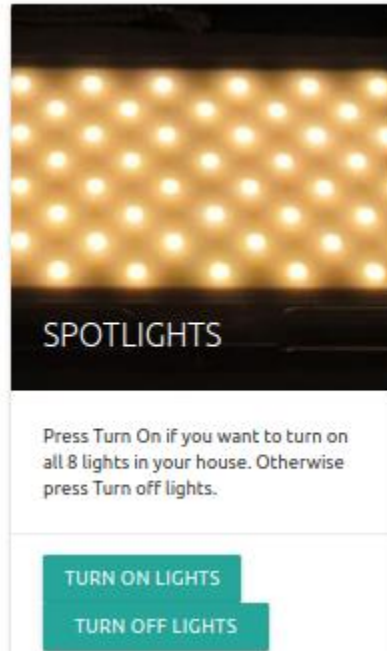 SPOTLIGHTS
Press Turn On if you want to turn on
all 8 lights in your house. Otherwise
press Turn off lights.
TURN ON LIGHTS
TURN OFF LIGHTS